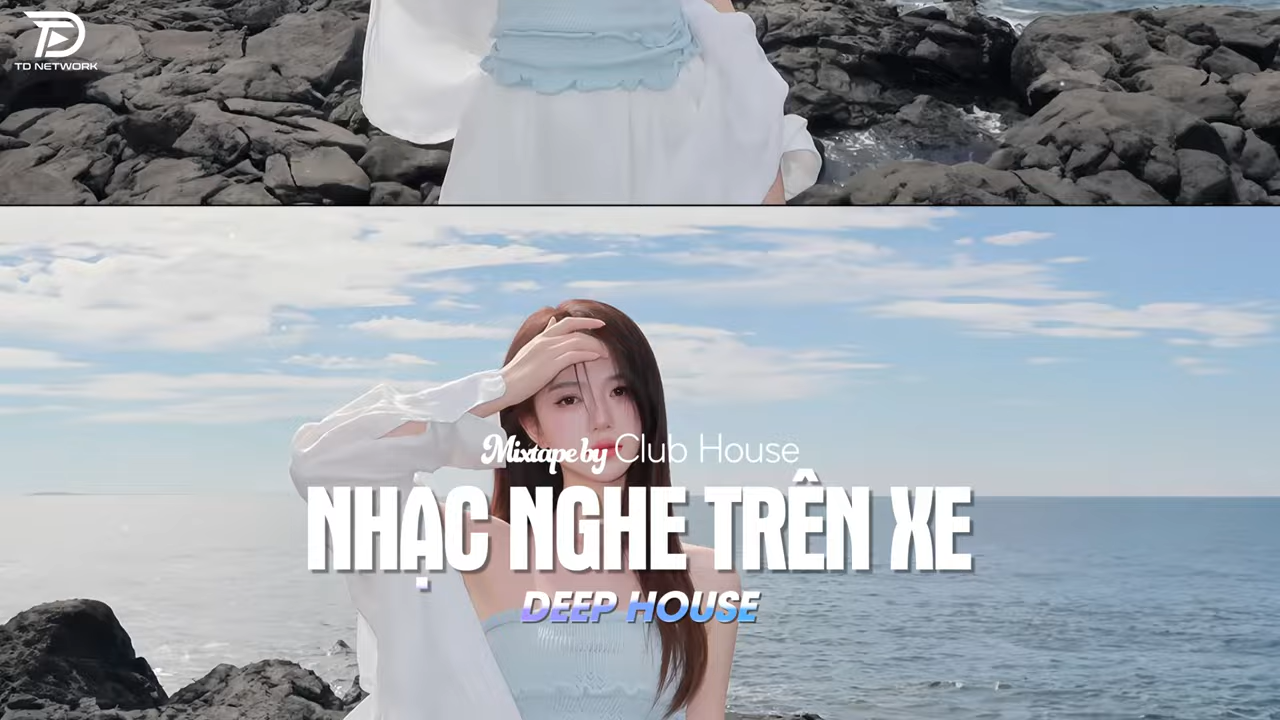 TD NETWORK
Mixtape by Club House
NHẠC NGHE TRÊN XE
DEEP HOUSE